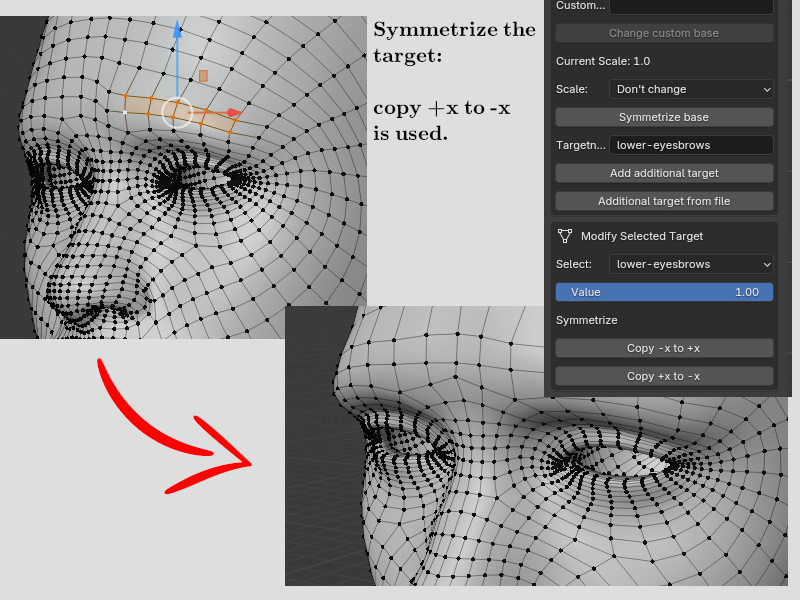 Symmetrize the
target:
copy +x to -x
is used.
Custom...
Change custom base
Current Scale: 1.0
Scale: Don't change
Symmetrize base
Targetn... lower-eyesbrows
Add additional target
Additional target from file
Modify Selected Target
Select: lower-eyesbrows
Value 1.00
Symmetrize
Copy -x to +x
Copy +x to -x